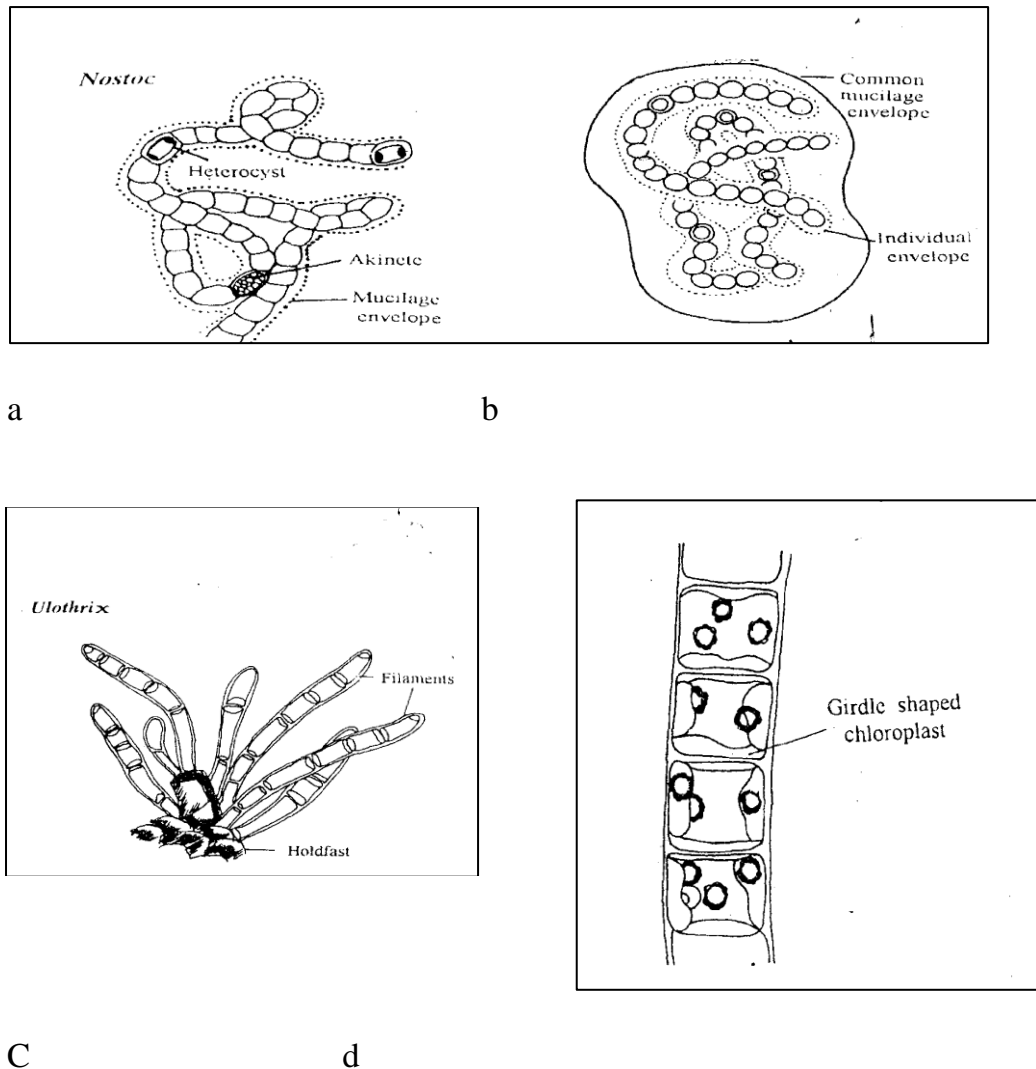 Nostoc
Heterocyst
Akinete
Mucilage
envelope
Common
mucilage
envelope
Individual
envelope
a
b
Ulothrix
Filaments
Holdfast
Girdle shaped
chloroplast
C
d